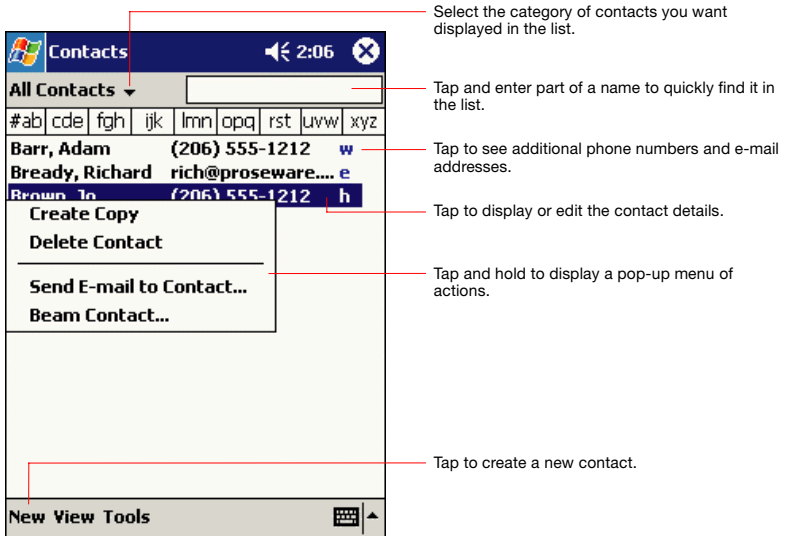 Select the category of contacts you want
displayed in the list.
Contacts 2:06
All Contacts
Tap and enter part of a name to quickly find it in
the list.
#ab cde fgh ijk lmn opq rst uvw xyz
Barr, Adam (206) 555-1212 w
Tap to see additional phone numbers and e-mail
addresses.
Bready, Richard rich@proseware.... e
Brown, Jo (206) 555-1212 h
Tap to display or edit the contact details.
Create Copy
Delete Contact
Send E-mail to Contact...
Beam Contact...
Tap and hold to display a pop-up menu of
actions.
Tap to create a new contact.
New View Tools